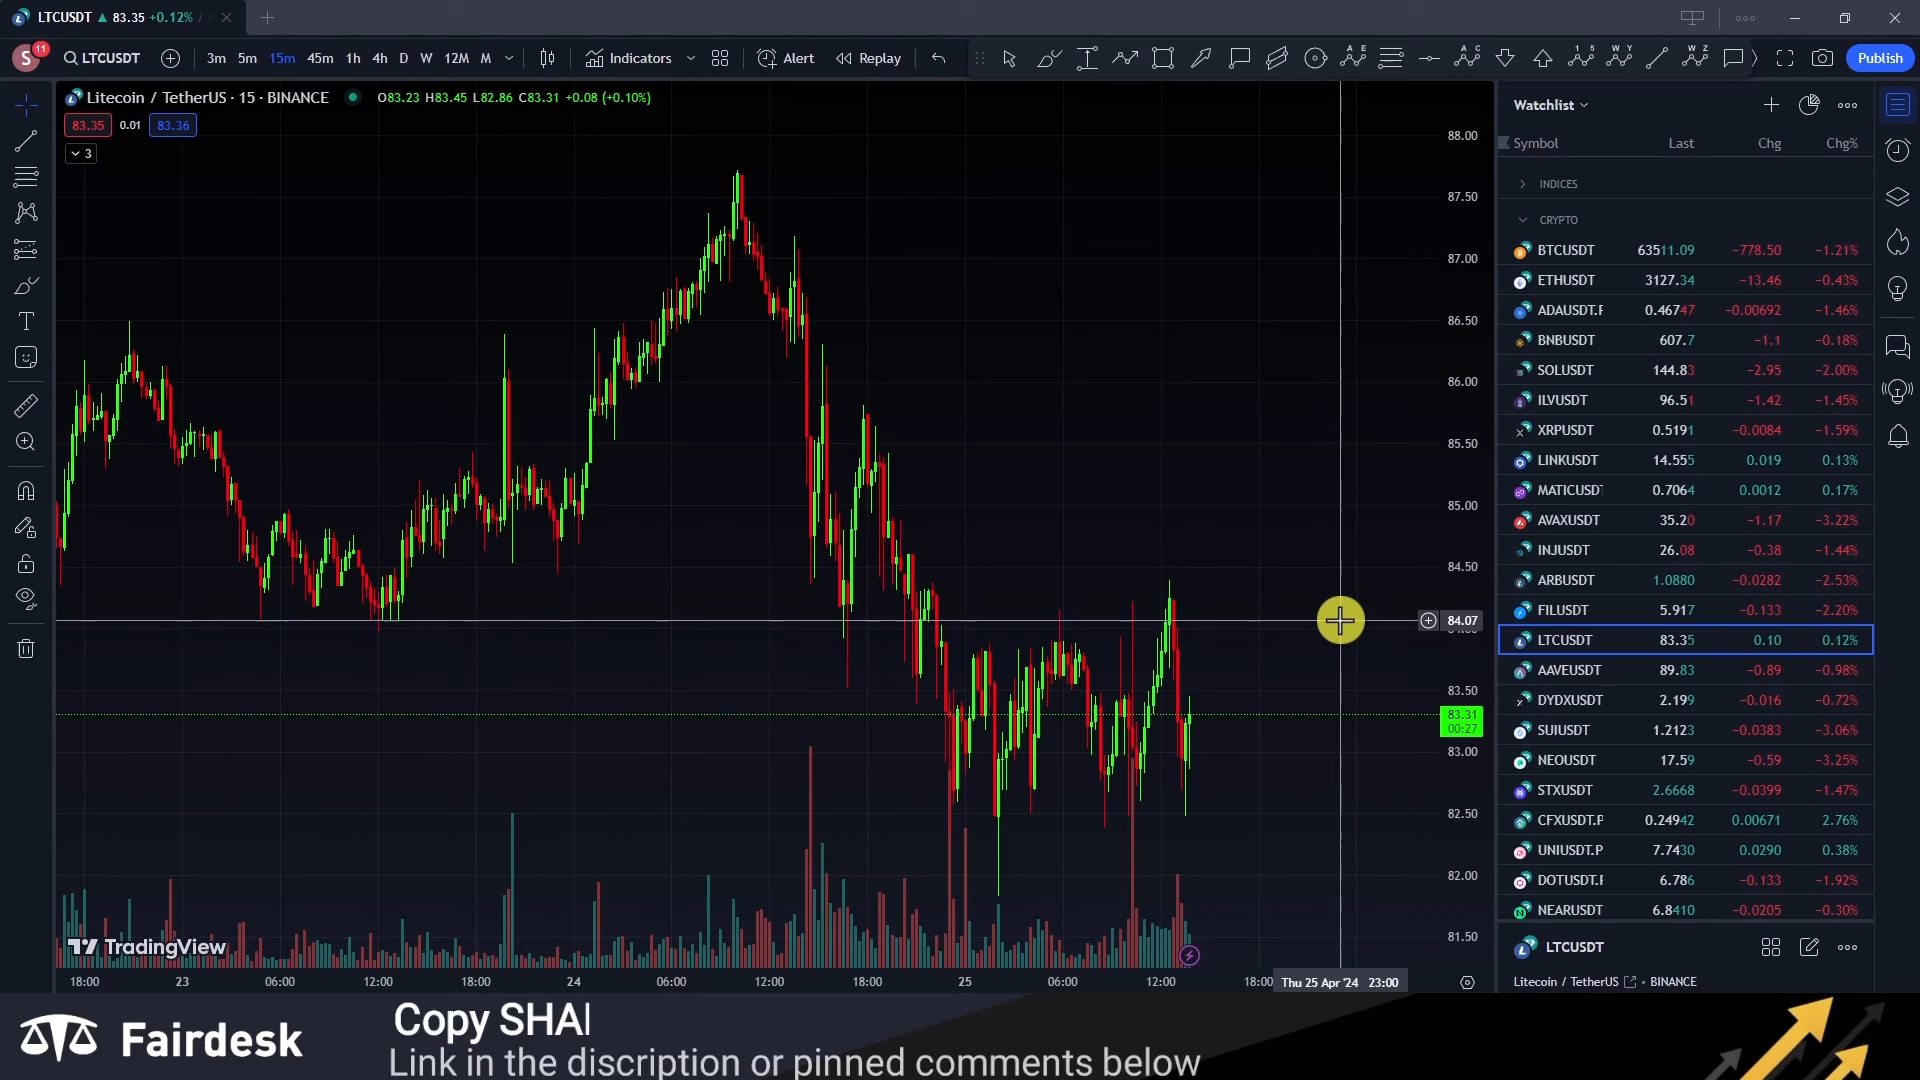 LTCUSDT ▲ 83.35 +0.12% /
S 11 LTCUSDT 3m 5m 15m 45m 1h 4h D W 12M M Indicators Alert Replay Publish
Litecoin / TetherUS · 15 · BINANCE O83.23 H83.45 L82.86 C83.31 +0.08 (+0.10%)
83.35 0.01 83.36
3
88.00
87.50
87.00
86.50
86.00
85.50
85.00
84.50
84.07
83.50
83.31
00:27
83.00
82.50
82.00
81.50
TradingView
18:00 23 06:00 12:00 18:00 24 06:00 12:00 18:00 25 06:00 12:00 18:00 Thu 25 Apr '24 23:00
Watchlist
Symbol Last Chg Chg%
INDICES
CRYPTO
BTCUSDT 63511.09 −778.50 −1.21%
ETHUSDT 3127.34 −13.46 −0.43%
ADAUSDT.P 0.46747 −0.00692 −1.46%
BNBUSDT 607.7 −1.1 −0.18%
SOLUSDT 144.83 −2.95 −2.00%
ILVUSDT 96.51 −1.42 −1.45%
XRPUSDT 0.5191 −0.0084 −1.59%
LINKUSDT 14.555 0.019 0.13%
MATICUSDT 0.7064 0.0012 0.17%
AVAXUSDT 35.20 −1.17 −3.22%
INJUSDT 26.08 −0.38 −1.44%
ARBUSDT 1.0880 −0.0282 −2.53%
FILUSDT 5.917 −0.133 −2.20%
LTCUSDT 83.35 0.10 0.12%
AAVEUSDT 89.83 −0.89 −0.98%
DYDXUSDT 2.199 −0.016 −0.72%
SUIUSDT 1.2123 −0.0383 −3.06%
NEOUSDT 17.59 −0.59 −3.25%
STXUSDT 2.6668 −0.0399 −1.47%
CFXUSDT.P 0.24942 0.00671 2.76%
UNIUSDT.P 7.7430 0.0290 0.38%
DOTUSDT.P 6.786 −0.133 −1.92%
NEARUSDT 6.8410 −0.0205 −0.30%
LTCUSDT
Litecoin / TetherUS • BINANCE
Fairdesk
Copy SHA
Link in the discription or pinned comments below